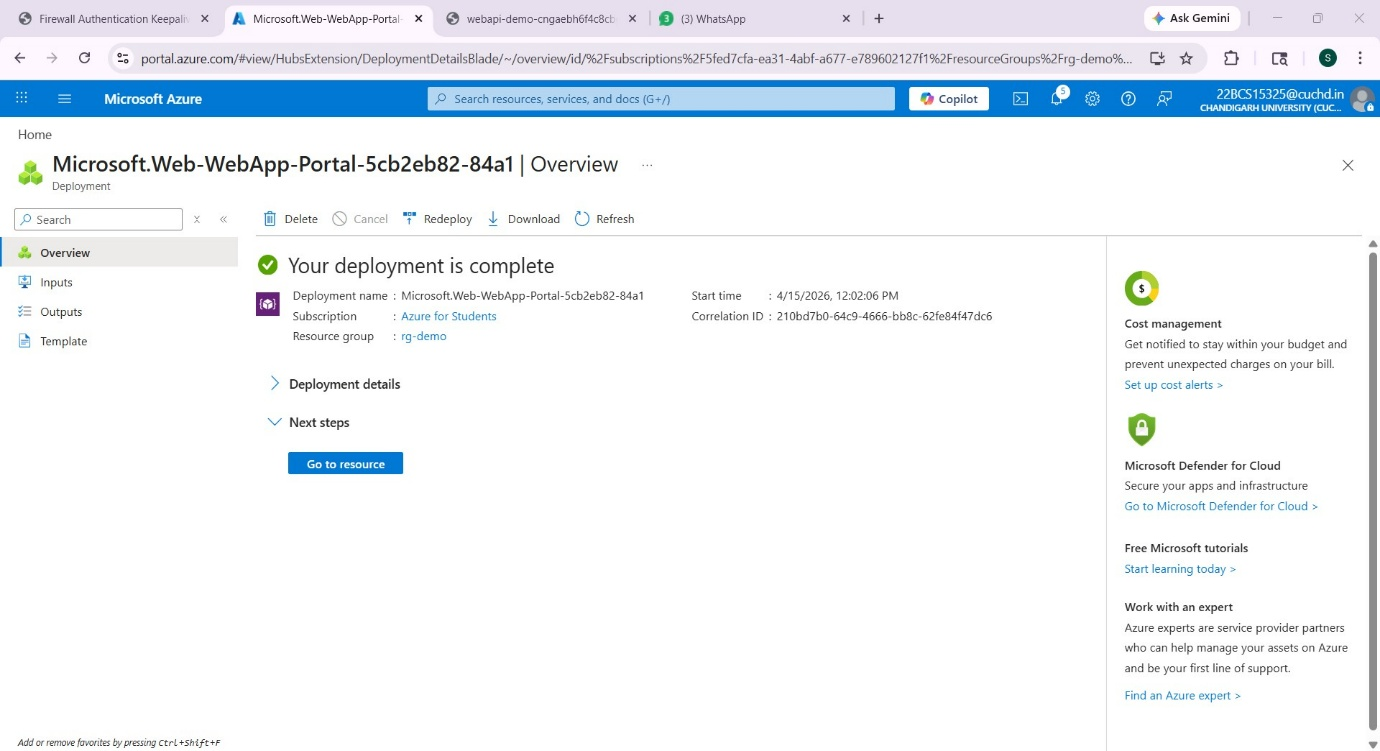 Firewall Authentication Keepaliv
Microsoft.Web-WebApp-Portal-
webapi-demo-cngaebh6f4c8cb
3 (3) WhatsApp
Ask Gemini
portal.azure.com/#view/HubsExtension/DeploymentDetailsBlade/~/overview/id/%2Fsubscriptions%2F5fed7cfa-ea31-4abf-a677-e789602127f1%2FresourceGroups%2Frg-demo%...
S
Microsoft Azure
Search resources, services, and docs (G+/)
Copilot
5
22BCS15325@cuchd.in
CHANDIGARH UNIVERSITY (CUC...
Home
Microsoft.Web-WebApp-Portal-5cb2eb82-84a1 | Overview ...
Deployment
Search
Delete Cancel Redeploy Download Refresh
Overview
Inputs
Outputs
Template
Your deployment is complete
Deployment name : Microsoft.Web-WebApp-Portal-5cb2eb82-84a1
Subscription : Azure for Students
Resource group : rg-demo
Start time : 4/15/2026, 12:02:06 PM
Correlation ID : 210bd7b0-64c9-4666-bb8c-62fe84f47dc6
Deployment details
Next steps
Go to resource
$
Cost management
Get notified to stay within your budget and
prevent unexpected charges on your bill.
Set up cost alerts >
Microsoft Defender for Cloud
Secure your apps and infrastructure
Go to Microsoft Defender for Cloud >
Free Microsoft tutorials
Start learning today >
Work with an expert
Azure experts are service provider partners
who can help manage your assets on Azure
and be your first line of support.
Find an Azure expert >
Add or remove favorites by pressing Ctrl+Shift+F